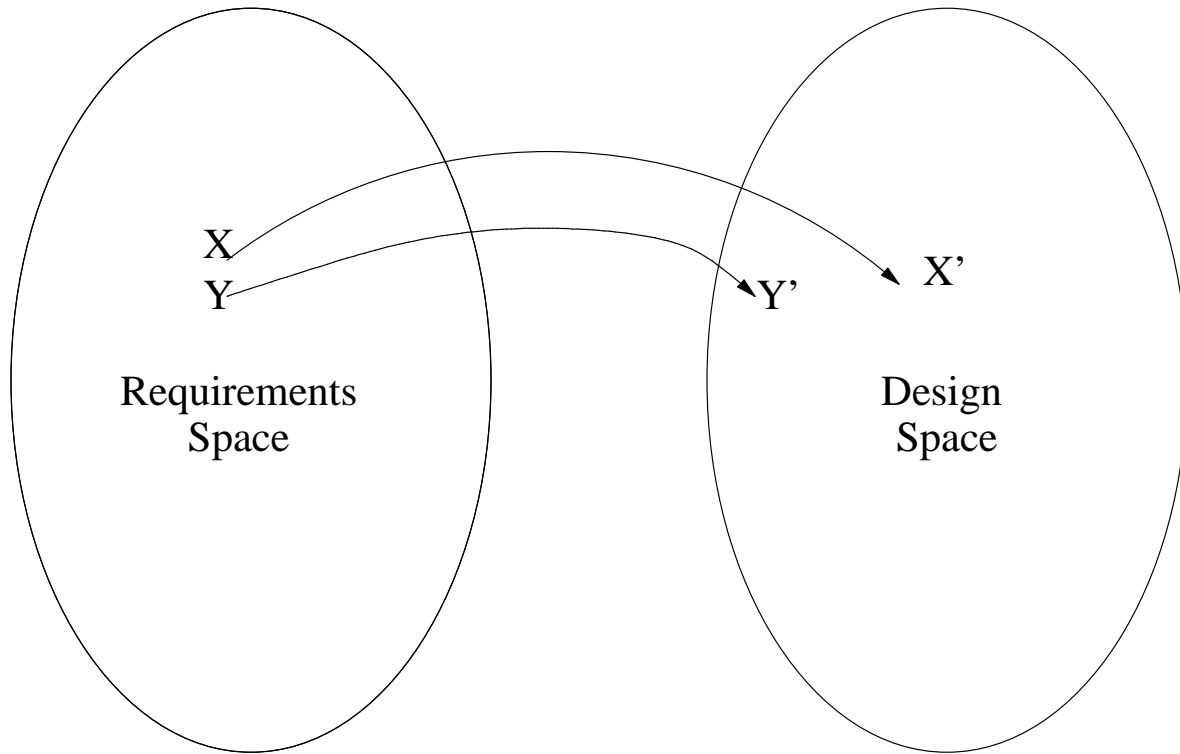 X
Y
Y’
X’
Requirements
Space
Design
Space